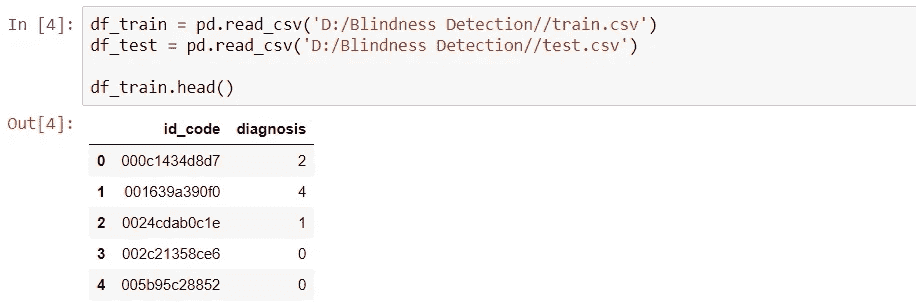 In [4]: df_train = pd.read_csv('D:/Blindness Detection//train.csv')
df_test = pd.read_csv('D:/Blindness Detection//test.csv')
df_train.head()
Out[4]:
id_code diagnosis
0 000c1434d8d7 2
1 001639a390f0 4
2 0024cdab0c1e 1
3 002c21358ce6 0
4 005b95c28852 0